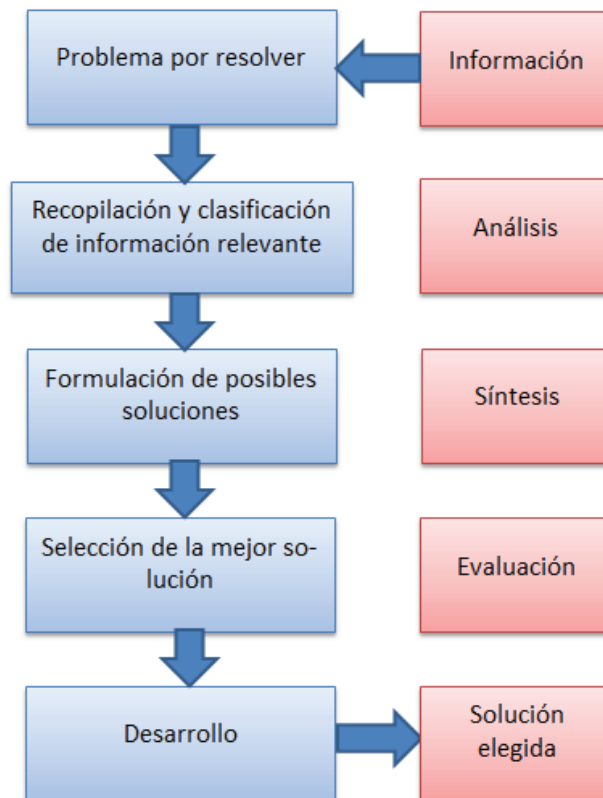 Problema por resolver
Información
Recopilación y clasificación
de información relevante
Análisis
Formulación de posibles
soluciones
Síntesis
Selección de la mejor so-
lución
Evaluación
Desarrollo
Solución
elegida